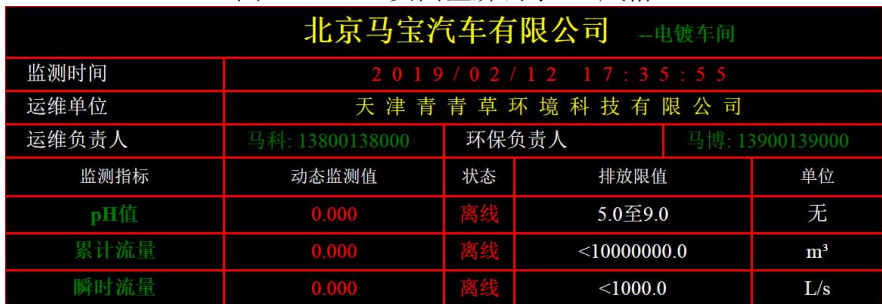 北京马宝汽车有限公司 --电镀车间
监测时间 2019/02/12 17:35:55
运维单位 天津青青草环境科技有限公司
运维负责人 马科: 13800138000 环保负责人 马博: 13900139000
监测指标 动态监测值 状态 排放限值 单位
pH值 0.000 离线 5.0至9.0 无
累计流量 0.000 离线 <10000000.0 m³
瞬时流量 0.000 离线 <1000.0 L/s